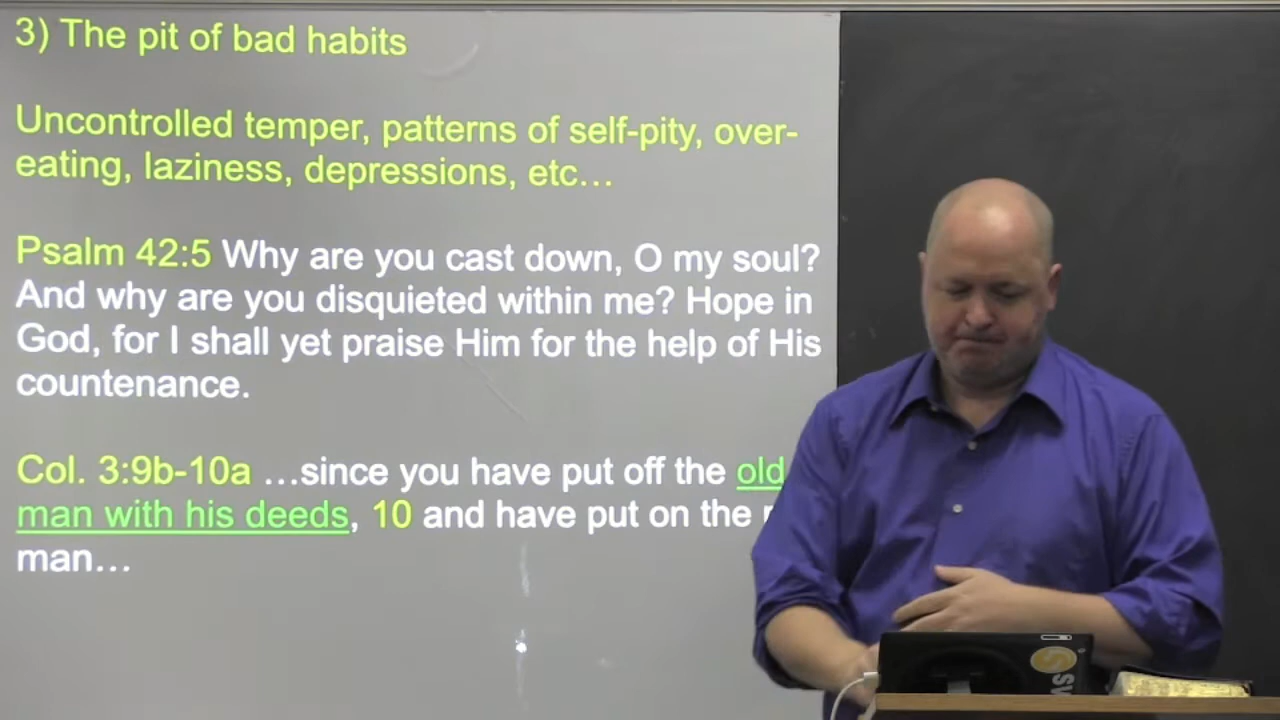 3) The pit of bad habits
Uncontrolled temper, patterns of self-pity, over-
eating, laziness, depressions, etc…
Psalm 42:5 Why are you cast down, O my soul?
And why are you disquieted within me? Hope in
God, for I shall yet praise Him for the help of His
countenance.
Col. 3:9b-10a …since you have put off the old
man with his deeds, 10 and have put on the
man…
SV